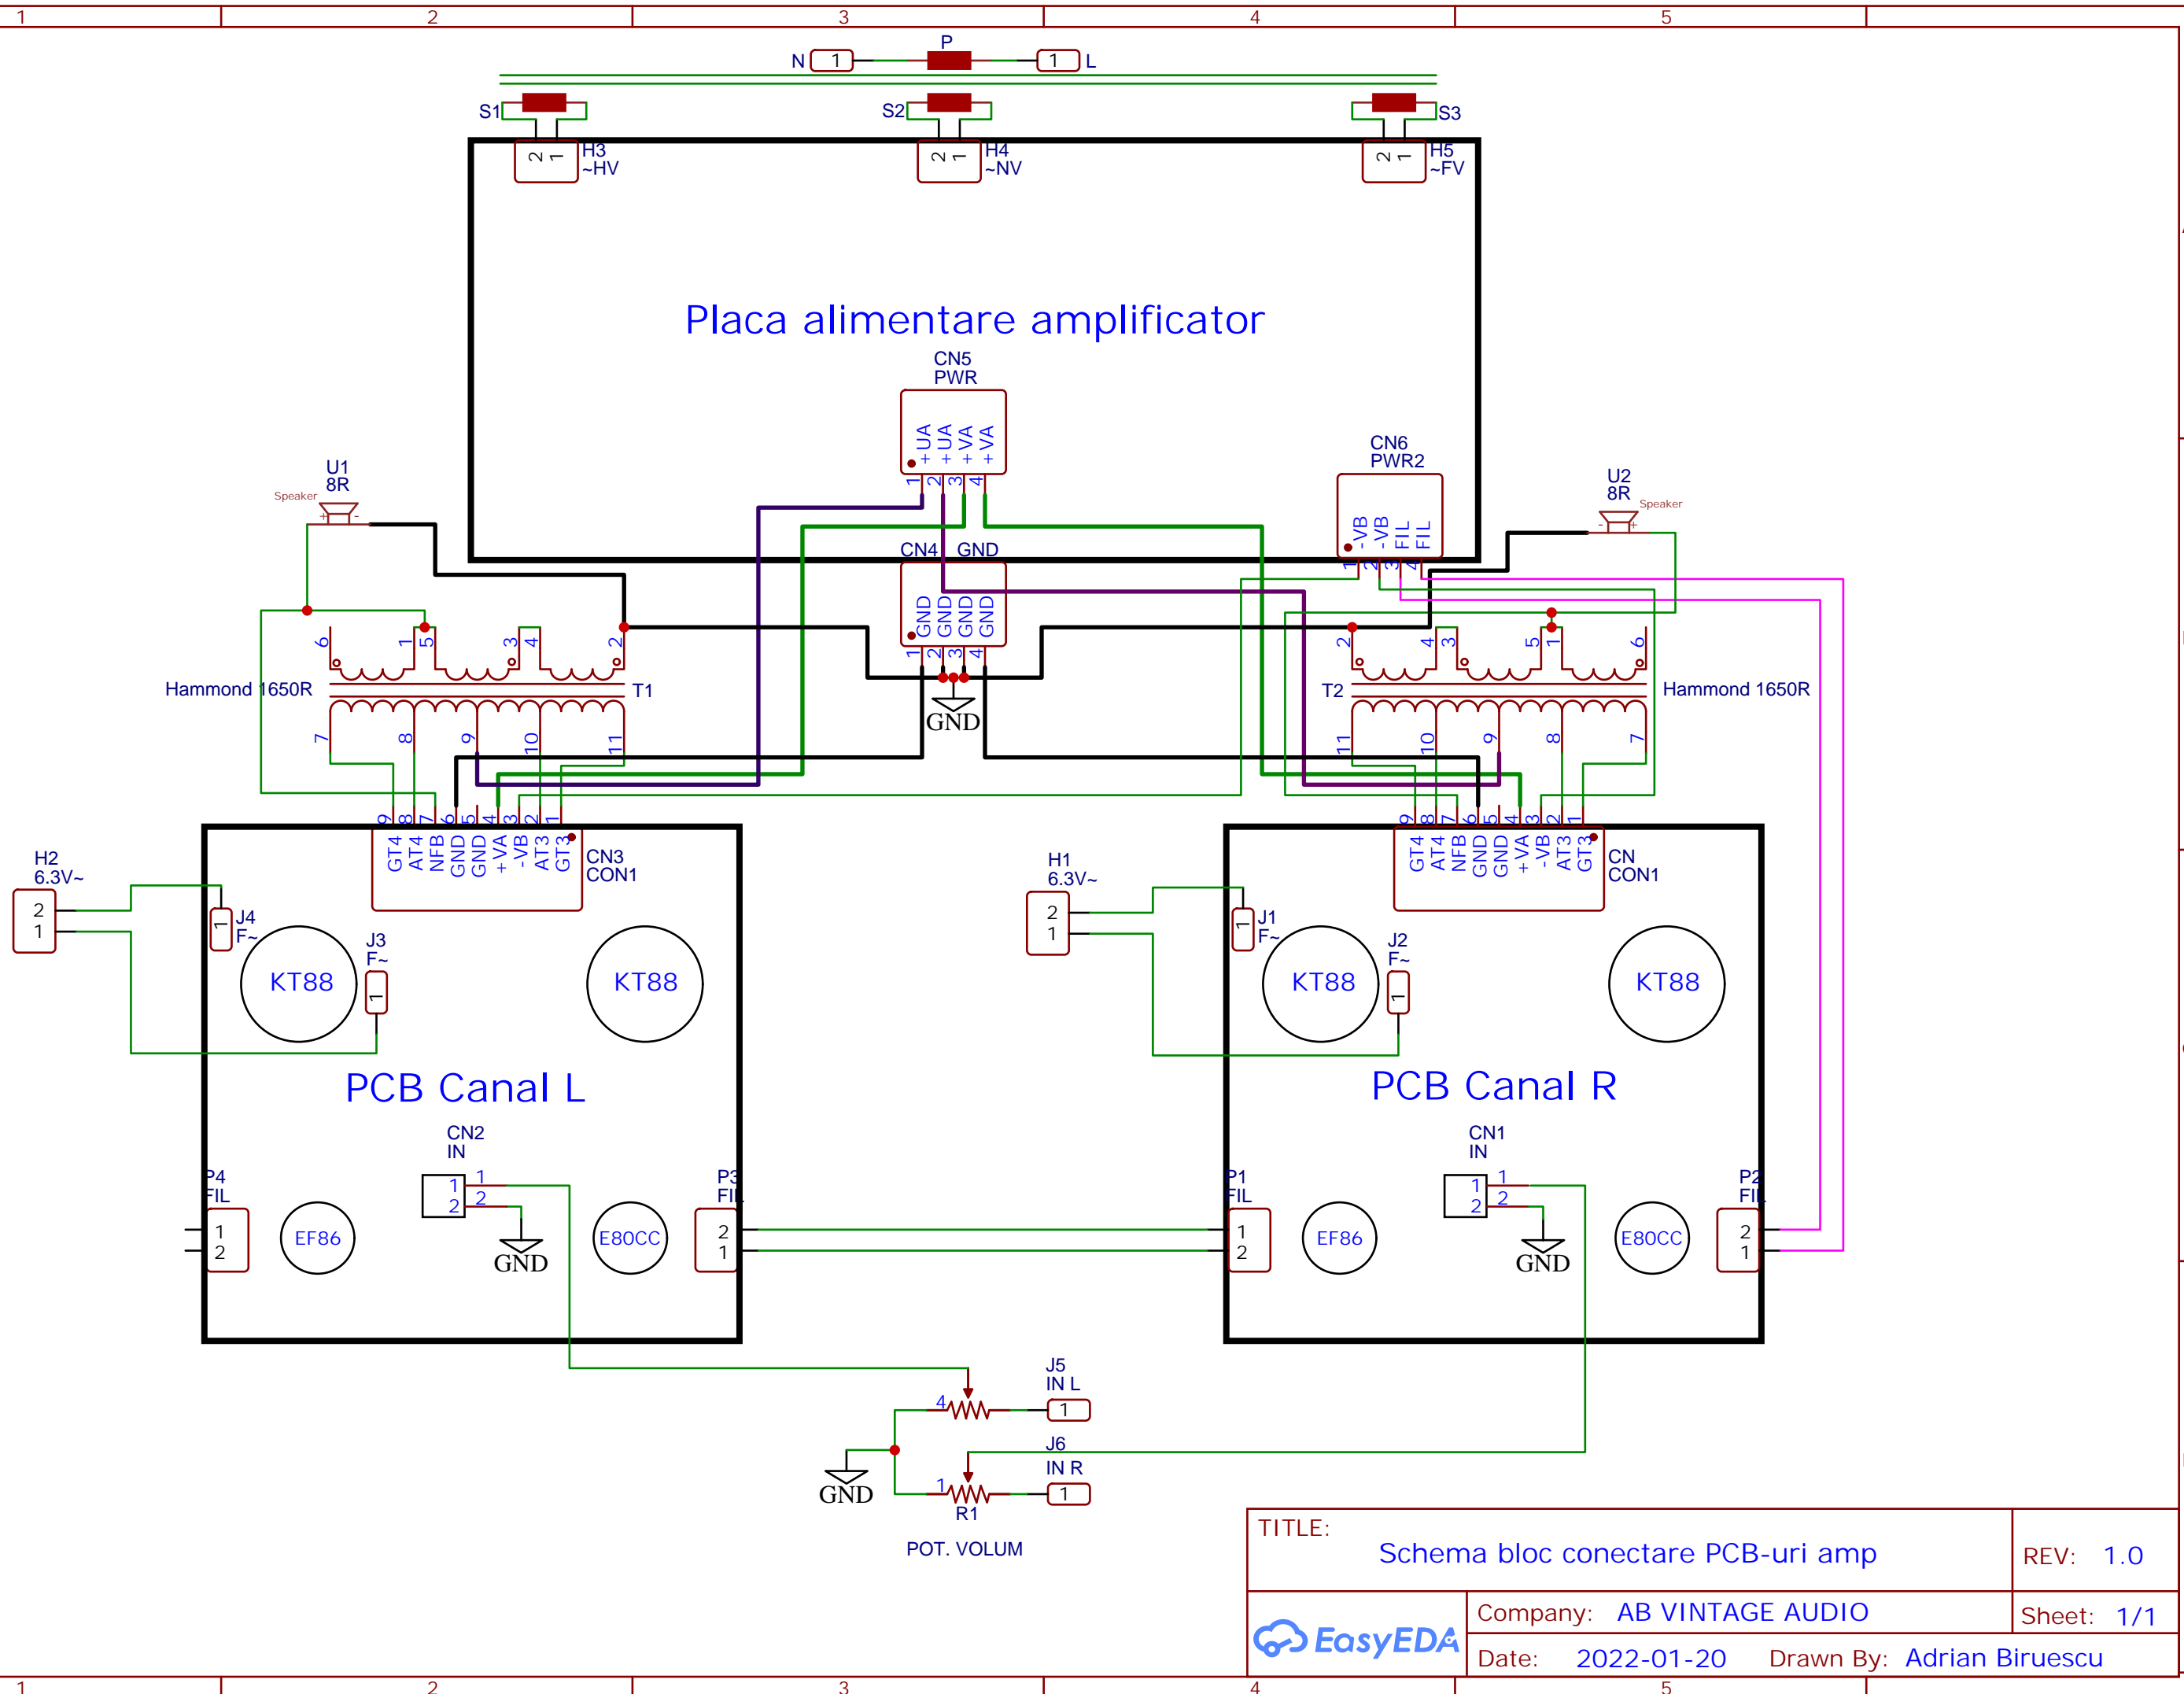 1 2 3 4 5
N 1 P 1 L
S1 S2 S3
2 1 H3 2 1 H4 2 1 H5
~HV ~NV ~FV
Placa alimentare amplificator
CN5
PWR
+UA +UA +VA +VA
1 2 3 4
CN6
PWR2
-VB -VB FIL FIL
1 2 3 4
U1
8R
Speaker
+ -
U2
8R
Speaker
- +
CN4 GND
GND GND GND GND
1 2 3 4
GND
6 1 5 3 4 2
Hammond 1650R T1
7 8 9 10 11
2 4 3 5 1 6
T2 Hammond 1650R
11 10 9 8 7
9 8 7 6 5 4 3 2 1
GT4 AT4 NFB GND GND +VA -VB AT3 GT3
CN3
CON1
9 8 7 6 5 4 3 2 1
GT4 AT4 NFB GND GND +VA -VB AT3 GT3
CN
CON1
H2
6.3V~
2
1
J4
F~
1
J3
F~
1
KT88 KT88
H1
6.3V~
2
1
J1
F~
1
J2
F~
1
KT88 KT88
PCB Canal L
PCB Canal R
CN2
IN
1 1
2 2
GND
P4
FIL
1
2
EF86
E80CC
P3
FIL
2
1
CN1
IN
1 1
2 2
GND
P1
FIL
1
2
EF86
E80CC
P2
FIL
2
1
J5
IN L
4 1
J6
IN R
1 1
GND
R1
POT. VOLUM
TITLE:
Schema bloc conectare PCB-uri amp
REV: 1.0
EasyEDA
Company: AB VINTAGE AUDIO
Sheet: 1/1
Date: 2022-01-20 Drawn By: Adrian Biruescu
1 2 3 4 5